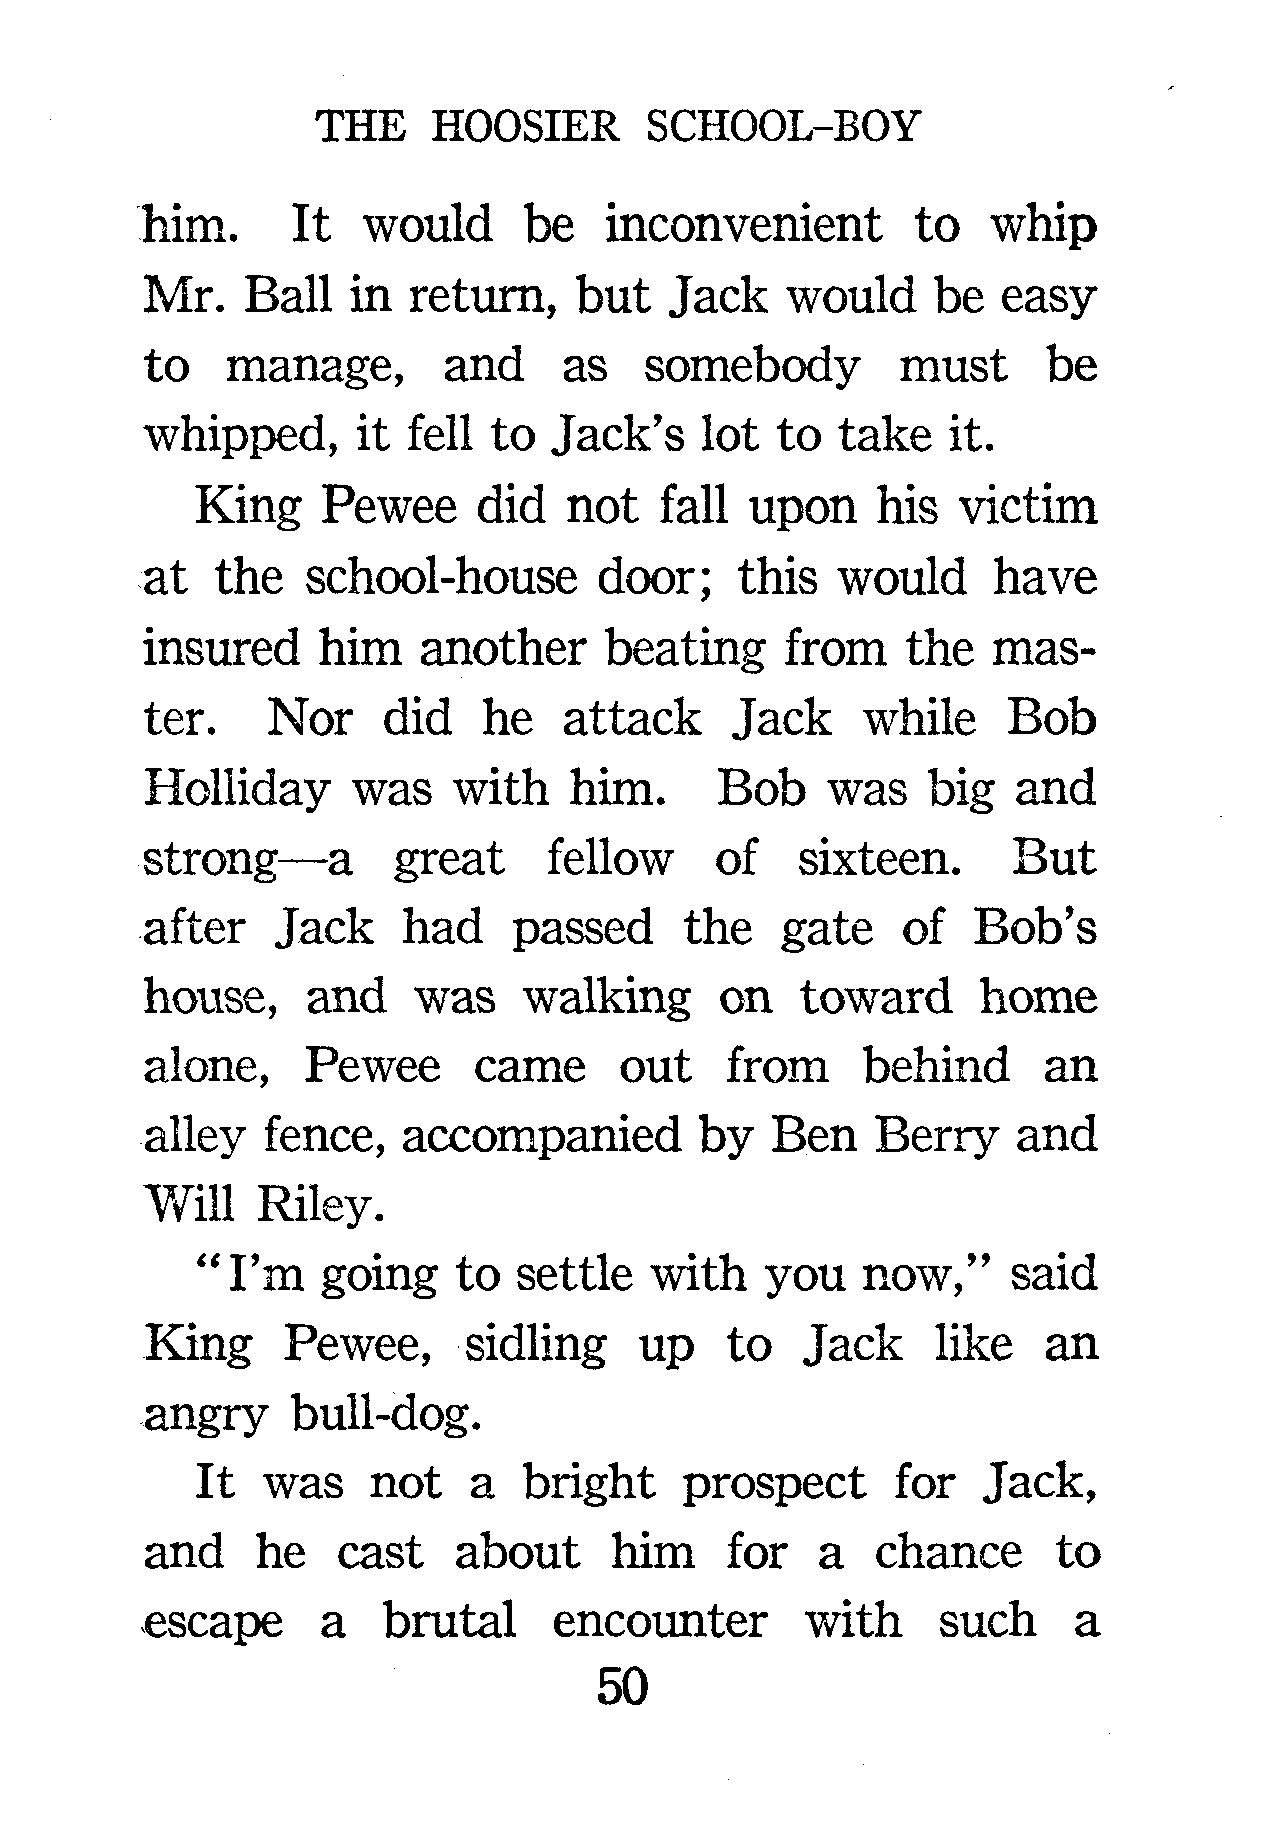 THE HOOSIER SCHOOL-BOY
him. It would be inconvenient to whip
Mr. Ball in return, but Jack would be easy
to manage, and as somebody must be
whipped, it fell to Jack's lot to take it.
King Pewee did not fall upon his victim
at the school-house door; this would have
insured him another beating from the mas-
ter. Nor did he attack Jack while Bob
Holliday was with him. Bob was big and
strong—a great fellow of sixteen. But
after Jack had passed the gate of Bob's
house, and was walking on toward home
alone, Pewee came out from behind an
alley fence, accompanied by Ben Berry and
Will Riley.
“I’m going to settle with you now,” said
King Pewee, sidling up to Jack like an
angry bull-dog.
It was not a bright prospect for Jack,
and he cast about him for a chance to
escape a brutal encounter with such a
50